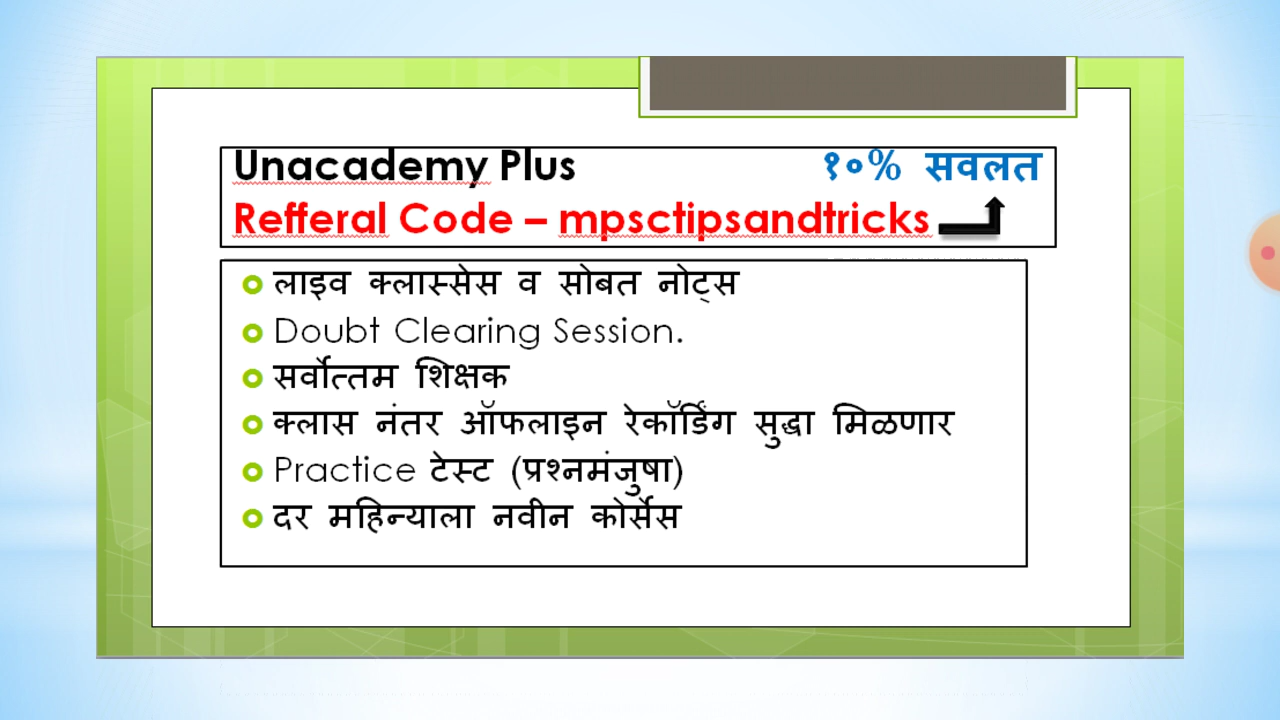 Unacademy Plus १०% सवलत
Refferal Code – mpsctipsandtricks
लाइव क्लास्सेस व सोबत नोट्स
Doubt Clearing Session.
सर्वोत्तम शिक्षक
क्लास नंतर ऑफलाइन रेकॉर्डिंग सुद्धा मिळणार
Practice टेस्ट (प्रश्नमंजुषा)
दर महिन्याला नवीन कोर्सेस